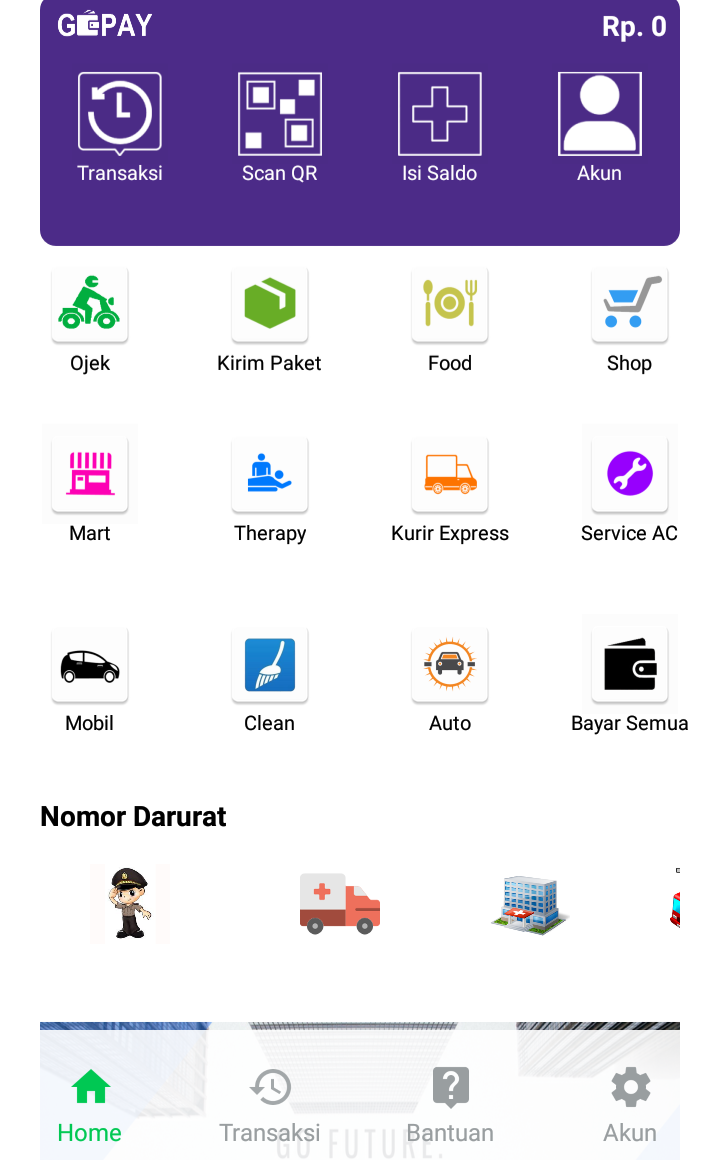 GOPAY
Rp. 0
Transaksi
Scan QR
Isi Saldo
Akun
Ojek
Kirim Paket
Food
Shop
Mart
Therapy
Kurir Express
Service AC
Mobil
Clean
Auto
Bayar Semua
Nomor Darurat
Home
Transaksi
Bantuan
Akun
GO FUTURE.